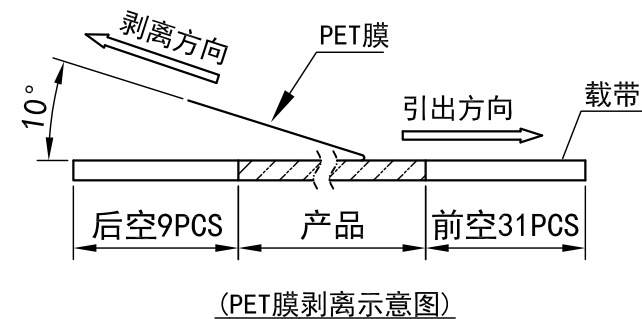 剥离方向
PET膜
10°
引出方向
载带
后空9PCS
产品
前空31PCS
(PET膜剥离示意图)